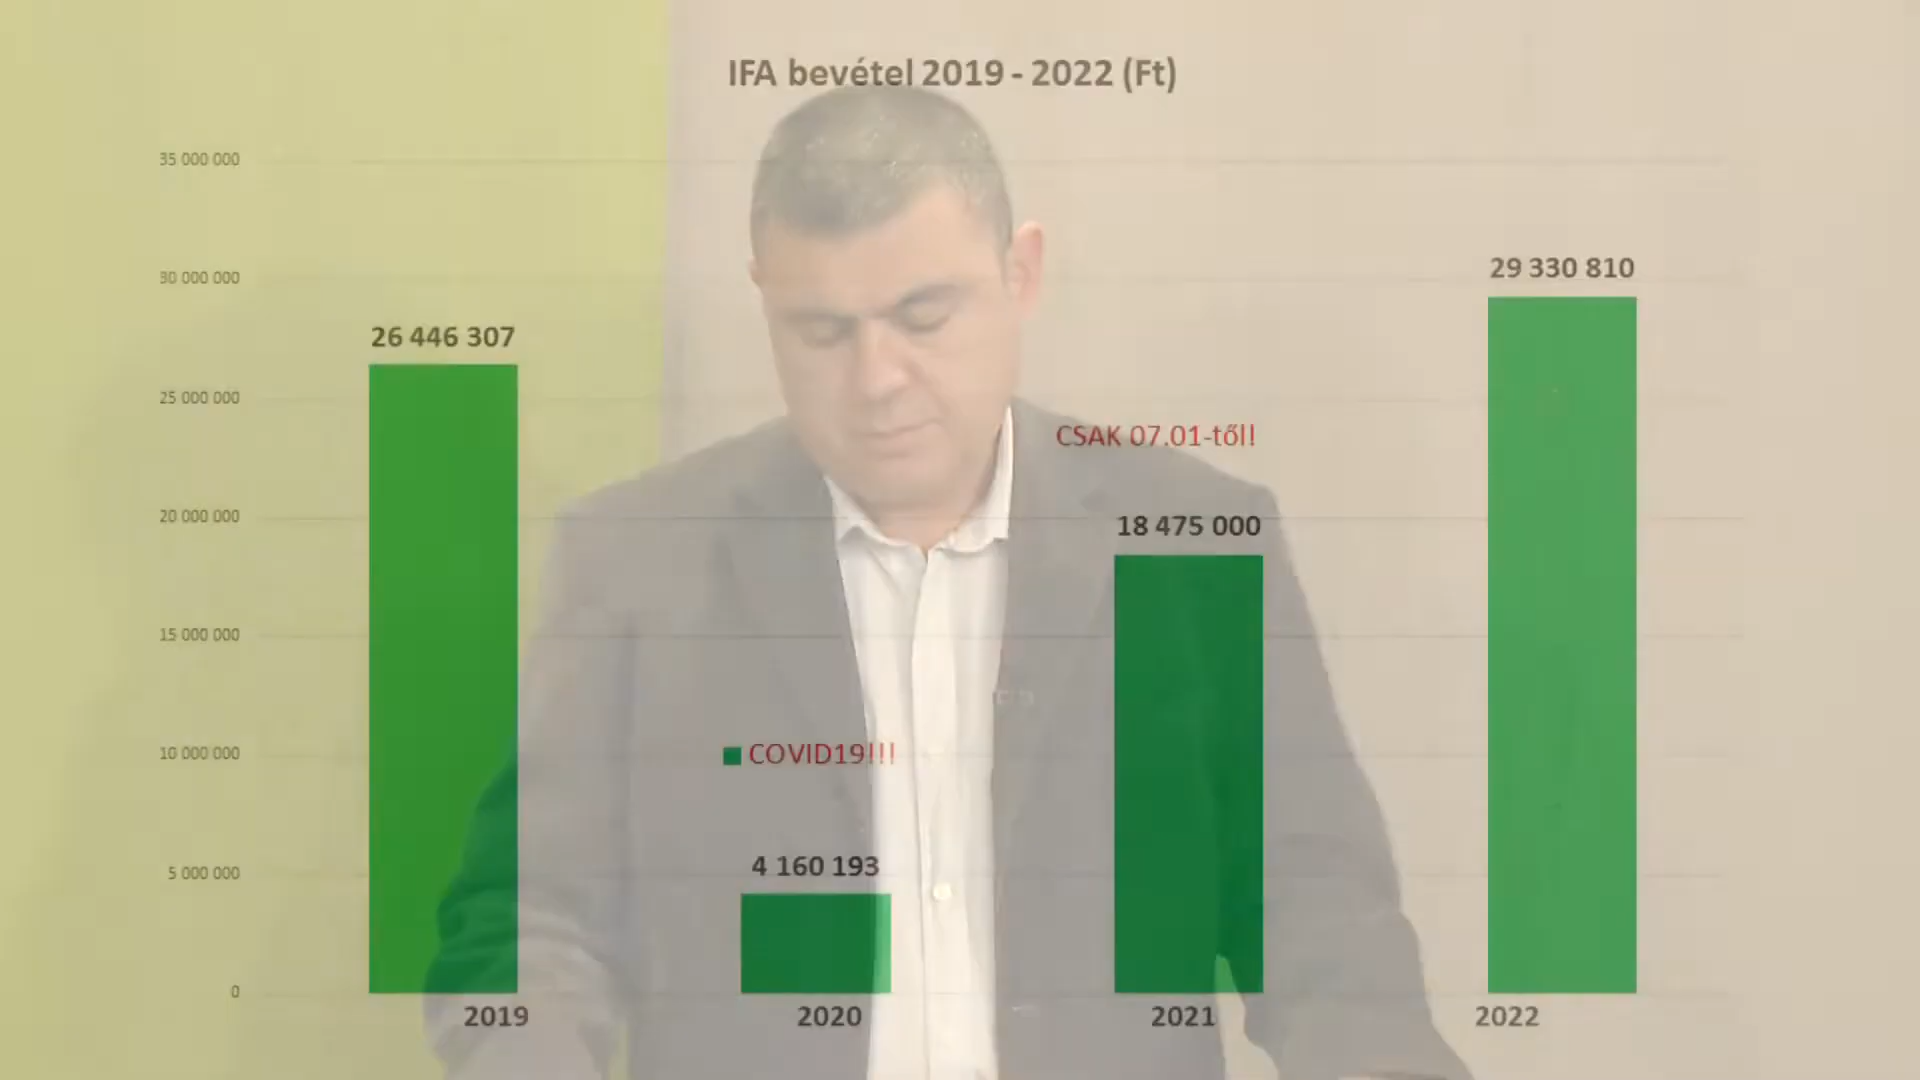 IFA bevétel 2019 - 2022 (Ft)
35 000 000
30 000 000
25 000 000
20 000 000
15 000 000
10 000 000
5 000 000
0
26 446 307
COVID19!!!
4 160 193
CSAK 07.01-től!
18 475 000
29 330 810
2019
2020
2021
2022